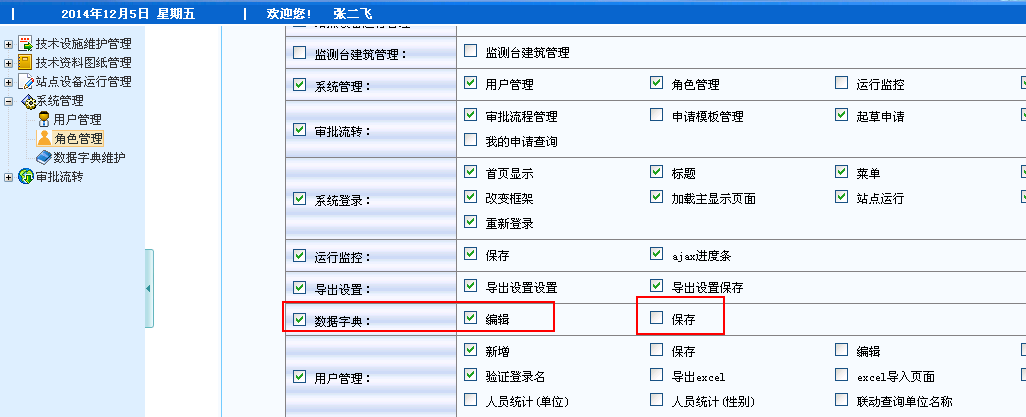 2014年12月5日 星期五 欢迎您! 张二飞
技术设施维护管理
技术资料图纸管理
站点设备运行管理
系统管理
用户管理
角色管理
数据字典维护
审批流转
监测台建筑管理: 监测台建筑管理
系统管理: 用户管理 角色管理 运行监控
审批流转: 审批流程管理 申请模板管理 起草申请
我的申请查询
系统登录: 首页显示 标题 菜单
改变框架 加载主显示页面 站点运行
重新登录
运行监控: 保存 ajax进度条
导出设置: 导出设置设置 导出设置保存
数据字典: 编辑 保存
用户管理: 新增 保存 编辑
验证登录名 导出excel excel导入页面
人员统计(单位) 人员统计(性别) 联动查询单位名称